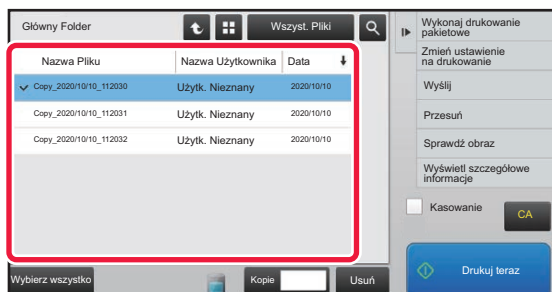 Główny Folder
Wszyst. Pliki
Nazwa Pliku
Nazwa Użytkownika
Data
Copy_2020/10/10_112030
Użytk. Nieznany
2020/10/10
Copy_2020/10/10_112031
Użytk. Nieznany
2020/10/10
Copy_2020/10/10_112032
Użytk. Nieznany
2020/10/10
Wybierz wszystko
Kopie
Usuń
Wykonaj drukowanie
pakietowe
Zmień ustawienie
na drukowanie
Wyślij
Przesuń
Sprawdź obraz
Wyświetl szczegółowe
informacje
Kasowanie
CA
Drukuj teraz